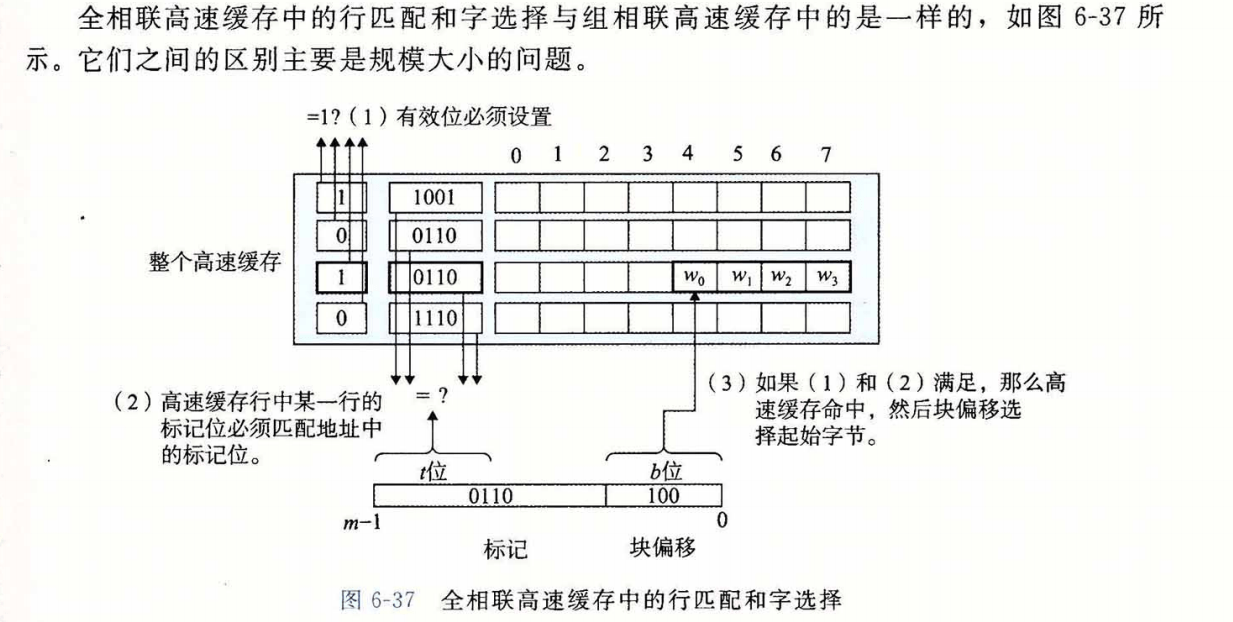 全相联高速缓存中的行匹配和字选择与组相联高速缓存中的是一样的，如图 6-37 所
示。它们之间的区别主要是规模大小的问题。
=1?（1）有效位必须设置
0 1 2 3 4 5 6 7
1 1001
0 0110
整个高速缓存
1 0110 w₀ w₁ w₂ w₃
0 1110
（2）高速缓存行中某一行的
标记位必须匹配地址中
的标记位。
= ?
（3）如果（1）和（2）满足，那么高
速缓存命中，然后块偏移选
择起始字节。
t位 b位
0110 100
m−1 0
标记 块偏移
图 6-37 全相联高速缓存中的行匹配和字选择